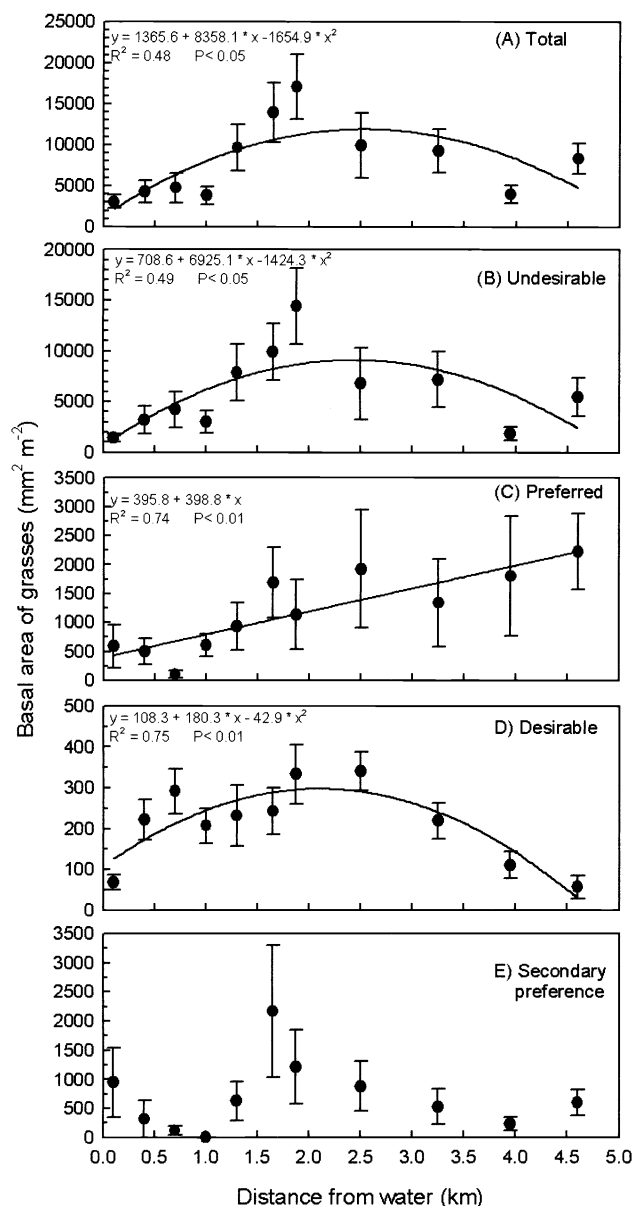 Basal area of grasses (mm² m⁻²)
y = 1365.6 + 8358.1 * x -1654.9 * x²
R² = 0.48 P< 0.05
(A) Total
25000
20000
15000
10000
5000
0
y = 708.6 + 6925.1 * x -1424.3 * x²
R² = 0.49 P< 0.05
(B) Undesirable
20000
15000
10000
5000
0
y = 395.8 + 398.8 * x
R² = 0.74 P< 0.01
(C) Preferred
3500
3000
2500
2000
1500
1000
500
0
y = 108.3 + 180.3 * x - 42.9 * x²
R² = 0.75 P< 0.01
D) Desirable
500
400
300
200
100
0
E) Secondary
preference
3500
3000
2500
2000
1500
1000
500
0
0.0 0.5 1.0 1.5 2.0 2.5 3.0 3.5 4.0 4.5 5.0
Distance from water (km)